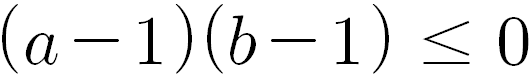 (a − 1)(b − 1) ≤ 0